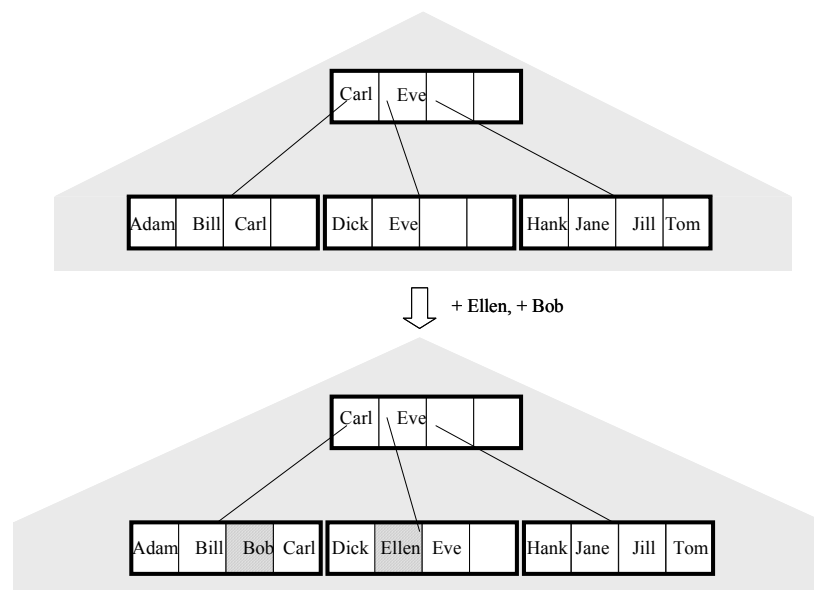 Carl Eve
Adam Bill Carl Dick Eve Hank Jane Jill Tom
+ Ellen, + Bob
Carl Eve
Adam Bill Bob Carl Dick Ellen Eve Hank Jane Jill Tom